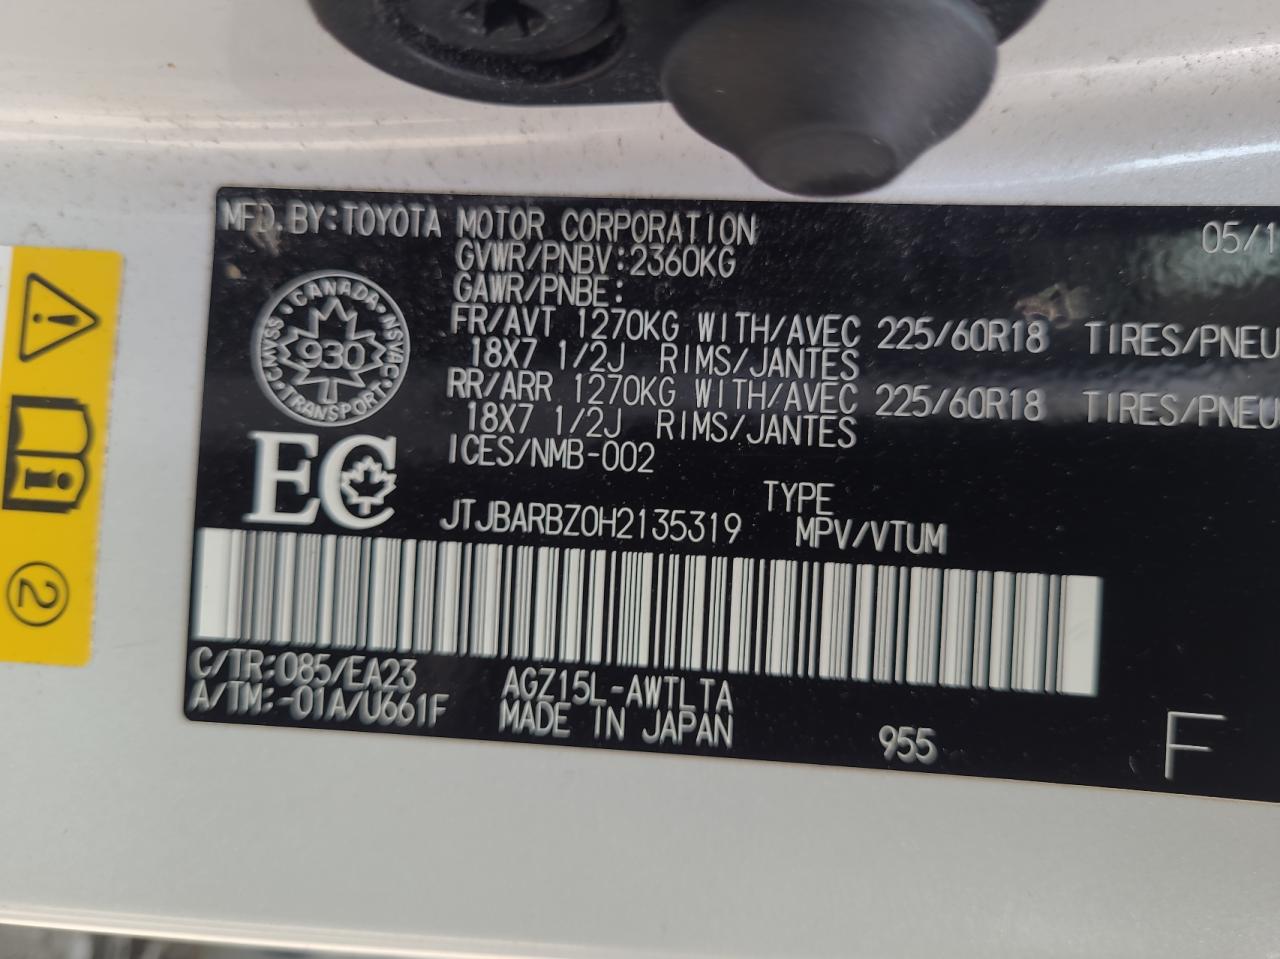 MFD.BY:TOYOTA MOTOR CORPORATION 05/1
GVWR/PNBV:2360KG
GAWR/PNBE:
FR/AVT 1270KG WITH/AVEC 225/60R18 TIRES/PNEU
18X7 1/2J RIMS/JANTES
RR/ARR 1270KG WITH/AVEC 225/60R18 TIRES/PNEU
18X7 1/2J RIMS/JANTES
ICES/NMB-002
CANADA
CMVSS
930
NSVAC
TRANSPORT
EC
JTJBARBZ0H2135319
TYPE
MPV/VTUM
C/TR:085/EA23
A/TM:-01A/U661F
AGZ15L-AWTLTA
MADE IN JAPAN
955
F
!
i
2